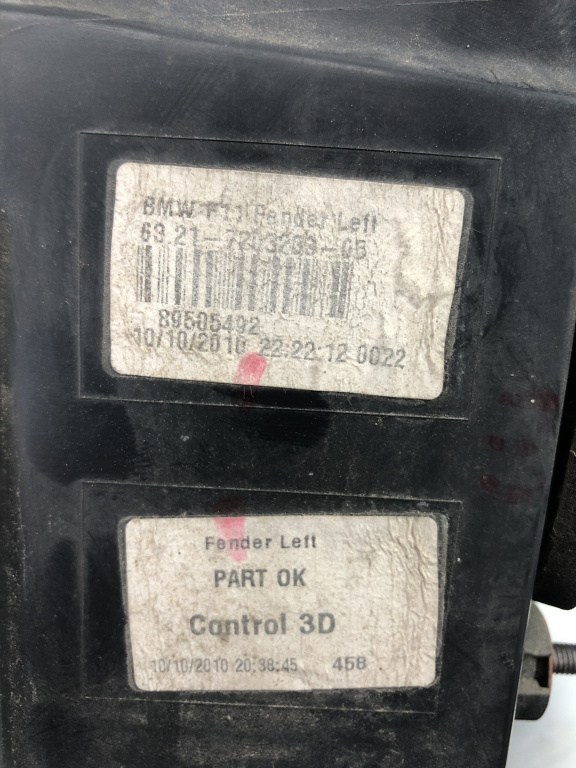 BMW F11 Fender Left
89505492
10/10/2010 22:22:12 0022
Fender Left
PART OK
Control 3D
10/10/2010 20:38:45 458